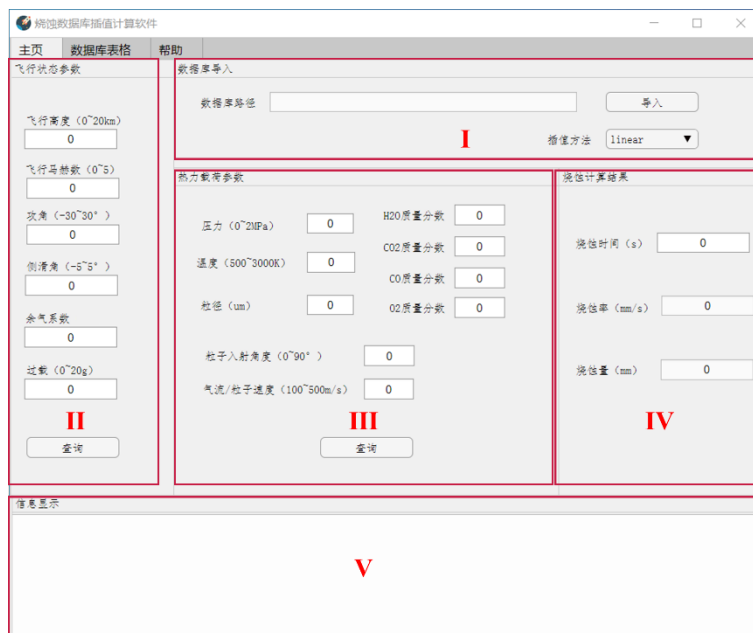 烧蚀数据库插值计算软件
主页 数据库表格 帮助
飞行状态参数
飞行高度（0~20km）
0
飞行马赫数（0~5）
0
攻角（-30~30°）
0
侧滑角（-5~5°）
0
余气系数
0
过载（0~20g）
0
II
查询
数据库导入
数据库路径 导入
I
插值方法 linear
热力载荷参数
压力（0~2MPa） 0
温度（500~3000K） 0
粒径（um） 0
H2O质量分数 0
CO2质量分数 0
CO质量分数 0
O2质量分数 0
粒子入射角度（0~90°） 0
气流/粒子速度（100~500m/s） 0
III
查询
烧蚀计算结果
烧蚀时间（s） 0
烧蚀率（mm/s） 0
烧蚀量（mm） 0
IV
信息显示
V